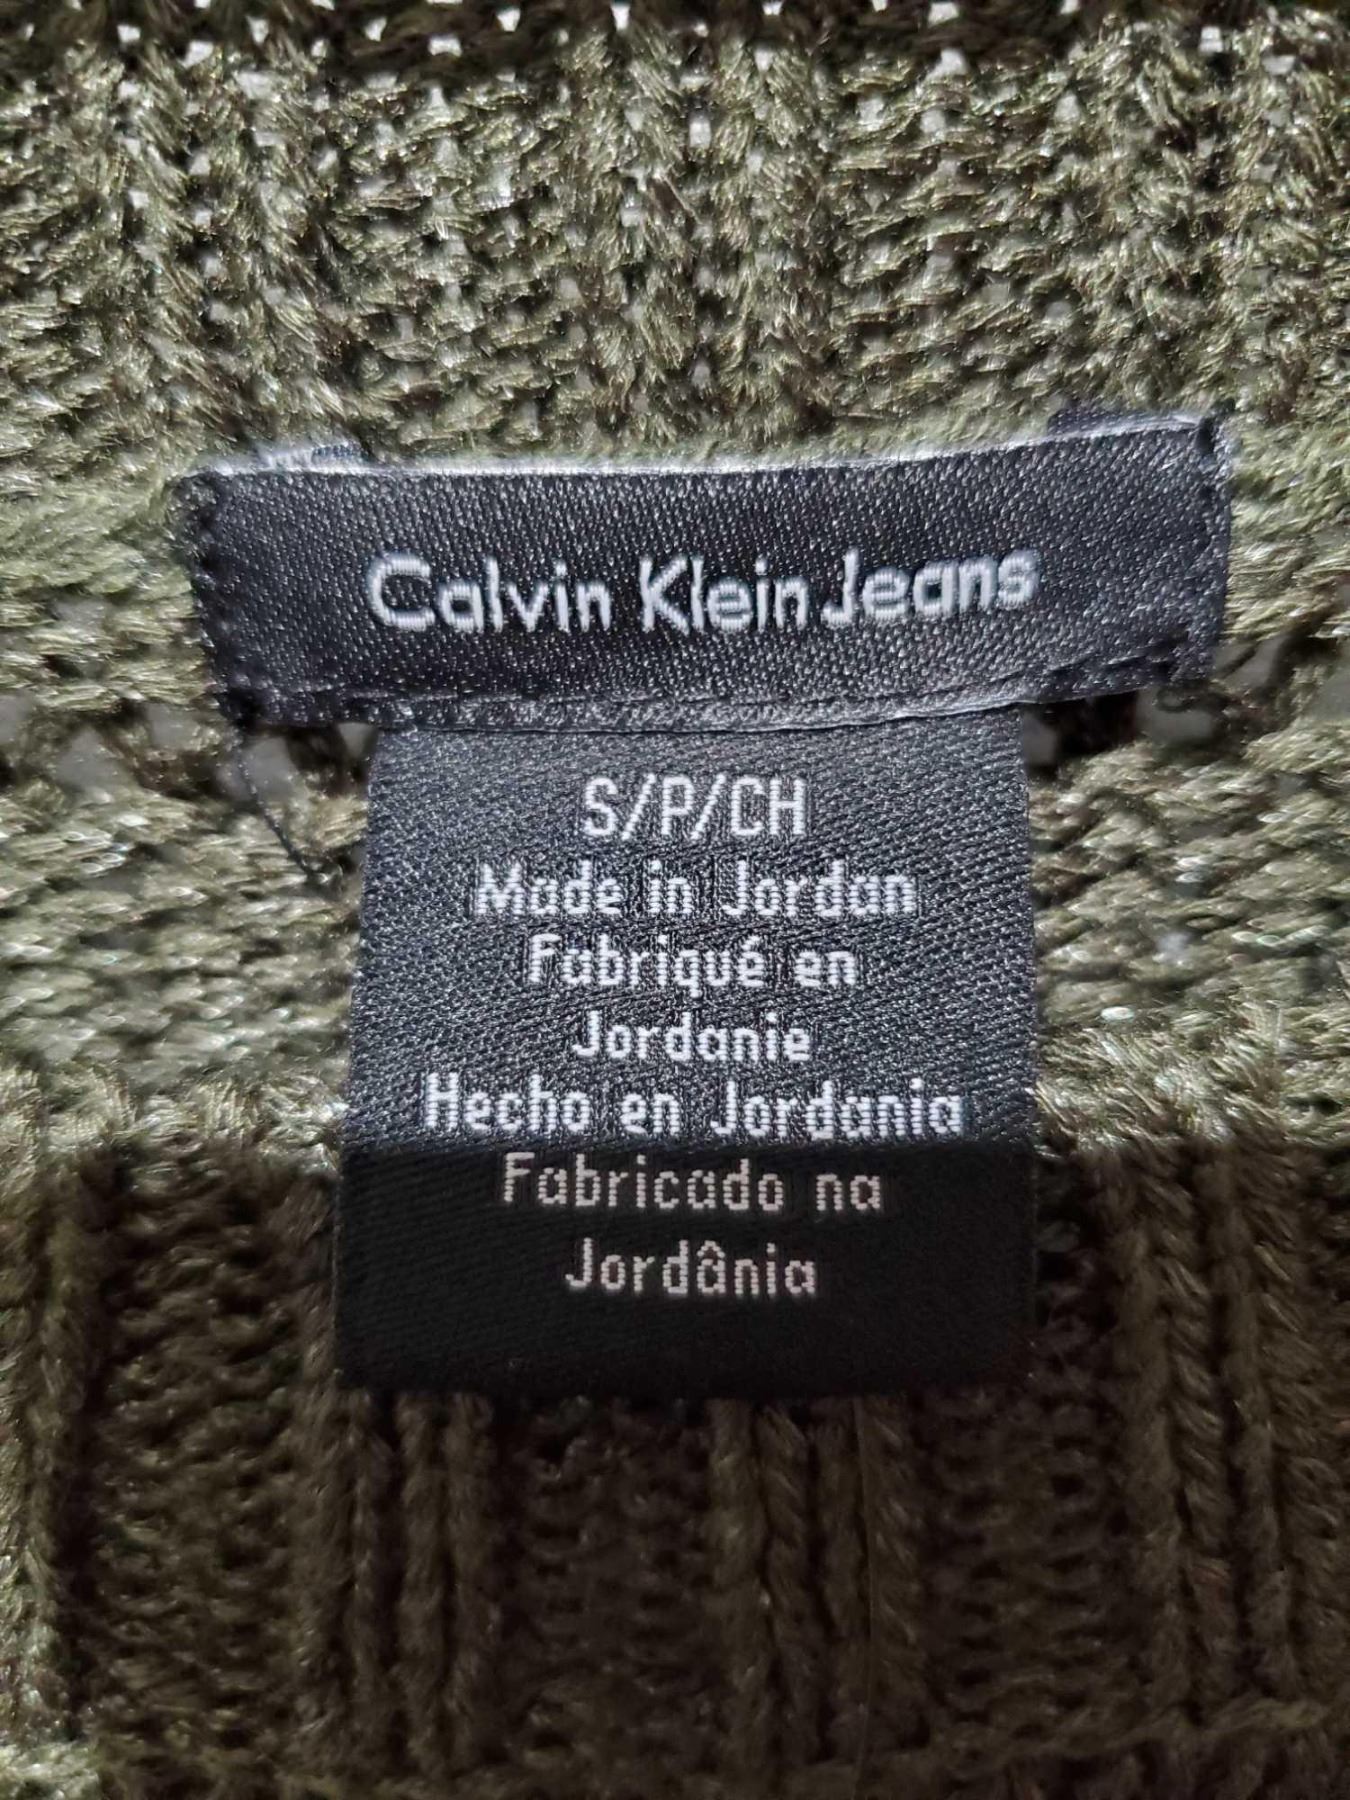 Calvin Klein Jeans
S/P/CH
Made in Jordan
Fabriqué en
Jordanie
Hecho en Jordania
Fabricado na
Jordânia